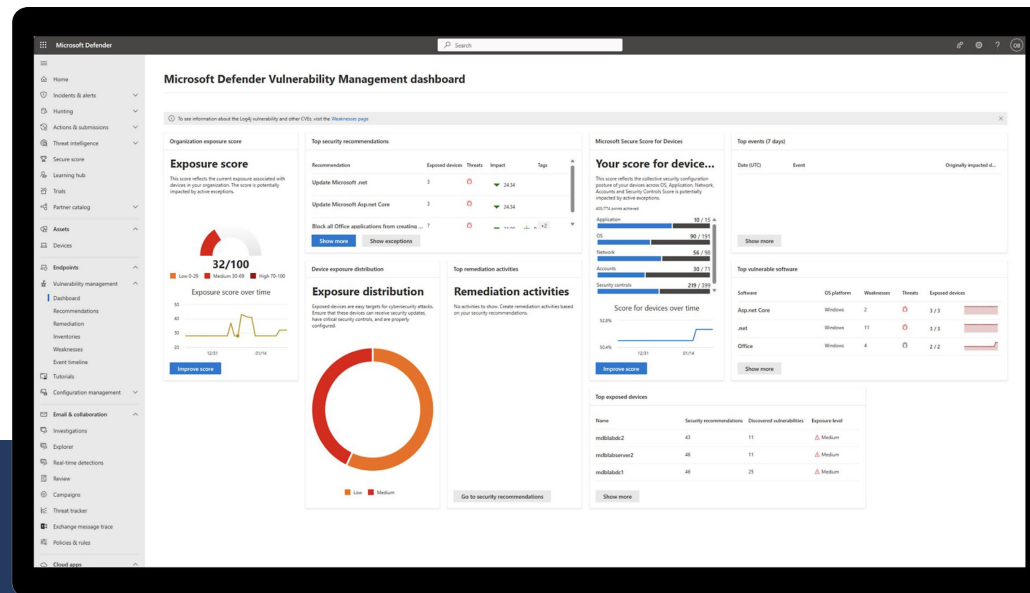 Microsoft Defender
Search
OB
Home
Incidents & alerts
Hunting
Actions & submissions
Threat intelligence
Secure score
Learning hub
Trials
Partner catalog
Assets
Devices
Endpoints
Vulnerability management
Dashboard
Recommendations
Remediation
Inventories
Weaknesses
Event timeline
Tutorials
Configuration management
Email & collaboration
Investigations
Explorer
Real-time detections
Review
Campaigns
Threat tracker
Exchange message trace
Policies & rules
Cloud apps
Microsoft Defender Vulnerability Management dashboard
To see information about the Log4j vulnerability and other CVEs, visit the Weaknesses page
Organization exposure score
Exposure score
This score reflects the current exposure associated with
devices in your organization. The score is potentially
impacted by active exceptions.
32/100
Low 0-29 Medium 30-69 High 70-100
Exposure score over time
50
40
30
20
12/31 01/14
Improve score
Top security recommendations
Recommendation Exposed devices Threats Impact Tags
Update Microsoft .net 3 24.34
Update Microsoft Asp.net Core 3 24.34
Block all Office applications from creating ... 7 +2
Show more Show exceptions
Device exposure distribution
Exposure distribution
Exposed devices are easy targets for cybersecurity attacks.
Ensure that these devices can receive security updates,
have critical security controls, and are properly
configured.
Low Medium
Top remediation activities
Remediation activities
No activities to show. Create remediation activities based
on your security recommendations.
Go to security recommendations
Microsoft Secure Score for Devices
Your score for device...
This score reflects the collective security configuration
posture of your devices across OS, Application, Network,
Accounts and Security Controls Score is potentially
impacted by active exceptions.
points achieved
Application 10 / 15
OS 90 / 191
Network 56 / 98
Accounts 30 / 71
Security controls 219 / 399
Score for devices over time
52.8%
50.4%
12/31 01/14
Improve score
Top events (7 days)
Date (UTC) Event Originally impacted d...
Show more
Top vulnerable software
Software OS platform Weaknesses Threats Exposed devices
Asp.net Core Windows 2 3 / 3
.net Windows 11 3 / 3
Office Windows 4 2 / 2
Show more
Top exposed devices
Name Security recommendations Discovered vulnerabilities Exposure level
mdblabdc2 43 11 Medium
mdblabserver2 46 11 Medium
mdblabdc1 46 25 Medium
Show more